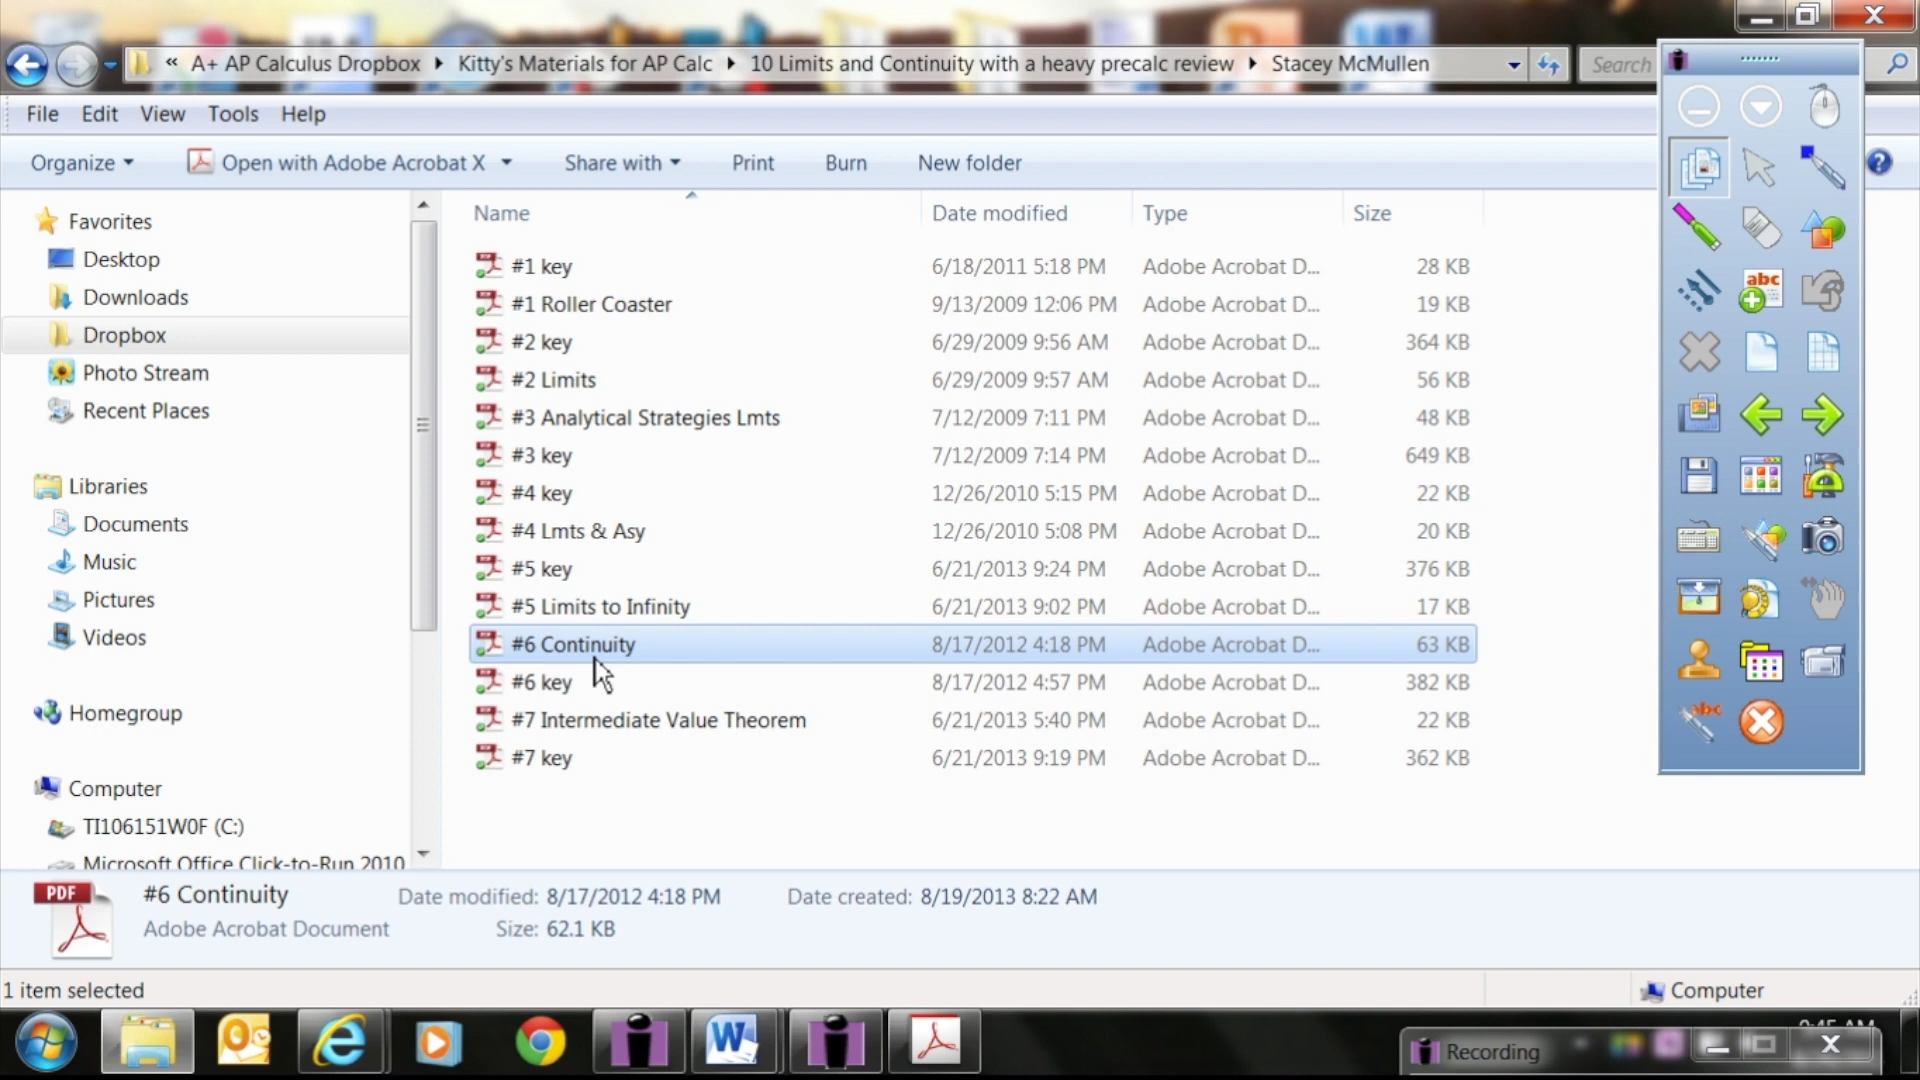 « A+ AP Calculus Dropbox ▸ Kitty's Materials for AP Calc ▸ 10 Limits and Continuity with a heavy precalc review ▸ Stacey McMullen Search
File Edit View Tools Help
Organize Open with Adobe Acrobat X Share with Print Burn New folder
Name Date modified Type Size
Favorites
Desktop
Downloads
Dropbox
Photo Stream
Recent Places
Libraries
Documents
Music
Pictures
Videos
Homegroup
Computer
TI106151W0F (C:)
Microsoft Office Click-to-Run 2010
#1 key 6/18/2011 5:18 PM Adobe Acrobat D... 28 KB
#1 Roller Coaster 9/13/2009 12:06 PM Adobe Acrobat D... 19 KB
#2 key 6/29/2009 9:56 AM Adobe Acrobat D... 364 KB
#2 Limits 6/29/2009 9:57 AM Adobe Acrobat D... 56 KB
#3 Analytical Strategies Lmts 7/12/2009 7:11 PM Adobe Acrobat D... 48 KB
#3 key 7/12/2009 7:14 PM Adobe Acrobat D... 649 KB
#4 key 12/26/2010 5:15 PM Adobe Acrobat D... 22 KB
#4 Lmts & Asy 12/26/2010 5:08 PM Adobe Acrobat D... 20 KB
#5 key 6/21/2013 9:24 PM Adobe Acrobat D... 376 KB
#5 Limits to Infinity 6/21/2013 9:02 PM Adobe Acrobat D... 17 KB
#6 Continuity 8/17/2012 4:18 PM Adobe Acrobat D... 63 KB
#6 key 8/17/2012 4:57 PM Adobe Acrobat D... 382 KB
#7 Intermediate Value Theorem 6/21/2013 5:40 PM Adobe Acrobat D... 22 KB
#7 key 6/21/2013 9:19 PM Adobe Acrobat D... 362 KB
abc
abc
PDF
#6 Continuity Date modified: 8/17/2012 4:18 PM Date created: 8/19/2013 8:22 AM
Adobe Acrobat Document Size: 62.1 KB
1 item selected Computer
Recording